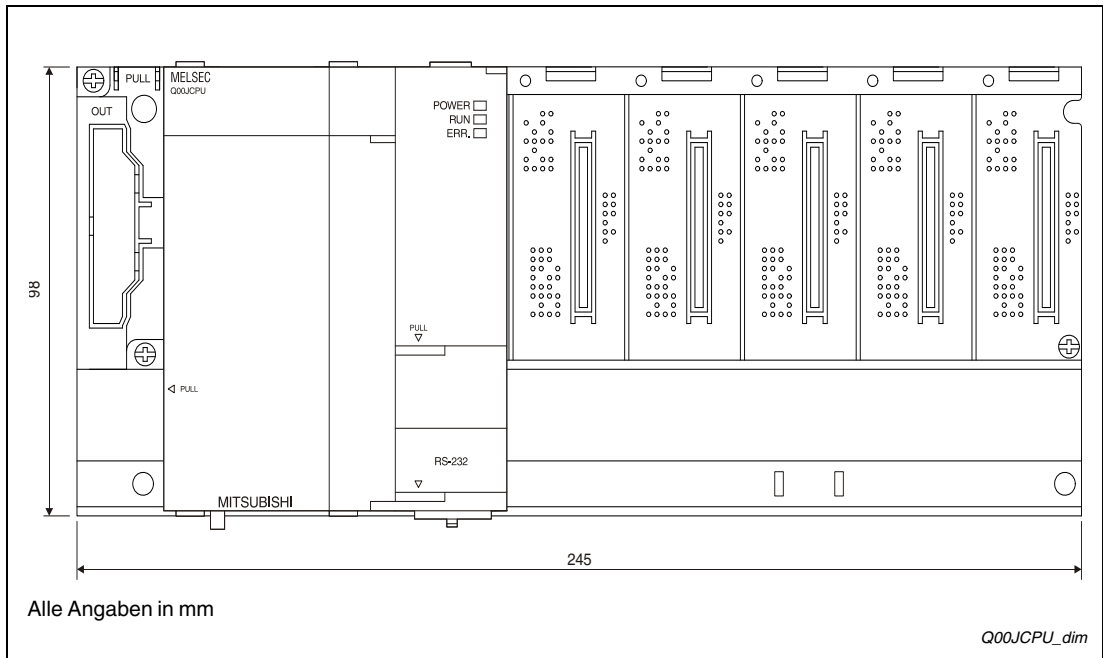 PULL
MELSEC
Q00JCPU
OUT
POWER
RUN
ERR.
98
PULL
PULL
RS-232
MITSUBISHI
245
Alle Angaben in mm
Q00JCPU_dim